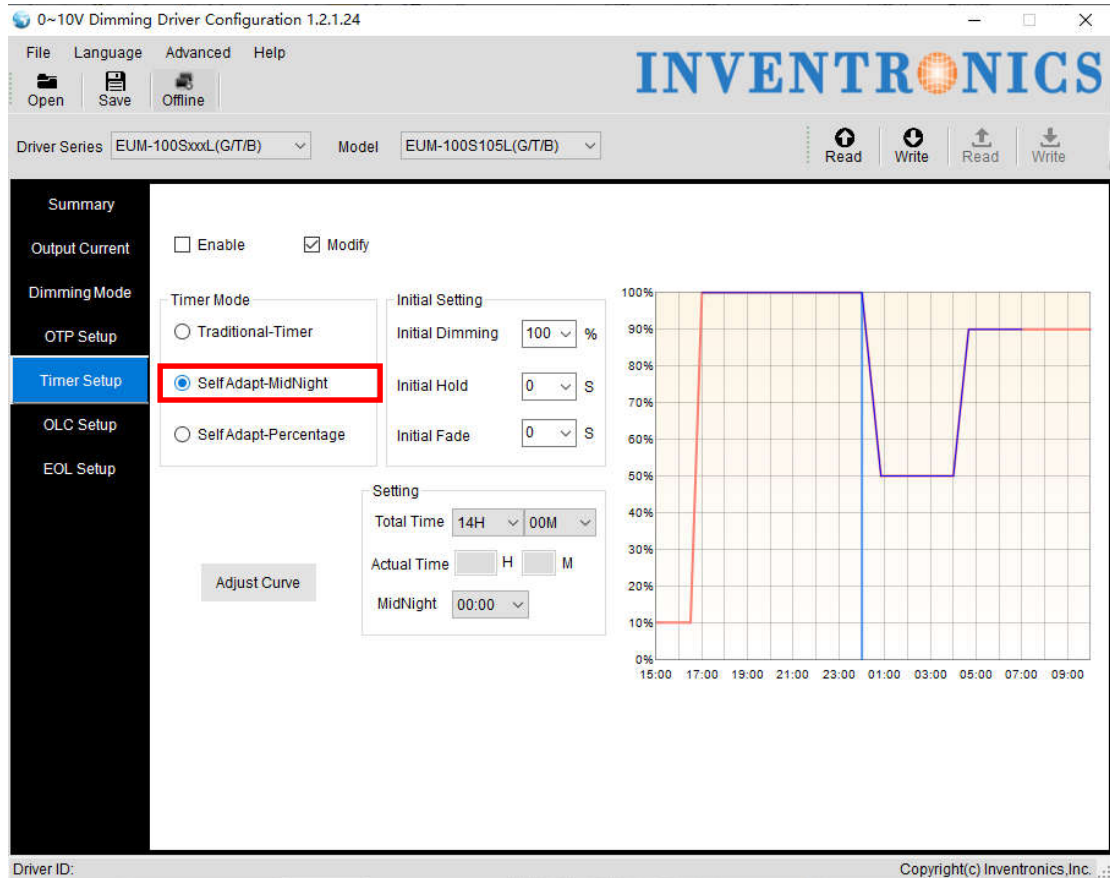 0~10V Dimming Driver Configuration 1.2.1.24
File Language Advanced Help
Open Save Offline
INVENTRONICS
Driver Series EUM-100SxxxL(G/T/B) Model EUM-100S105L(G/T/B)
Read Write Read Write
Summary
Output Current
Dimming Mode
OTP Setup
Timer Setup
OLC Setup
EOL Setup
Enable Modify
Timer Mode
Traditional-Timer
Self Adapt-MidNight
Self Adapt-Percentage
Initial Setting
Initial Dimming 100 %
Initial Hold 0 S
Initial Fade 0 S
Setting
Total Time 14H 00M
Actual Time H M
MidNight 00:00
Adjust Curve
100%
90%
80%
70%
60%
50%
40%
30%
20%
10%
0%
15:00 17:00 19:00 21:00 23:00 01:00 03:00 05:00 07:00 09:00
Driver ID:
Copyright(c) Inventronics,Inc.